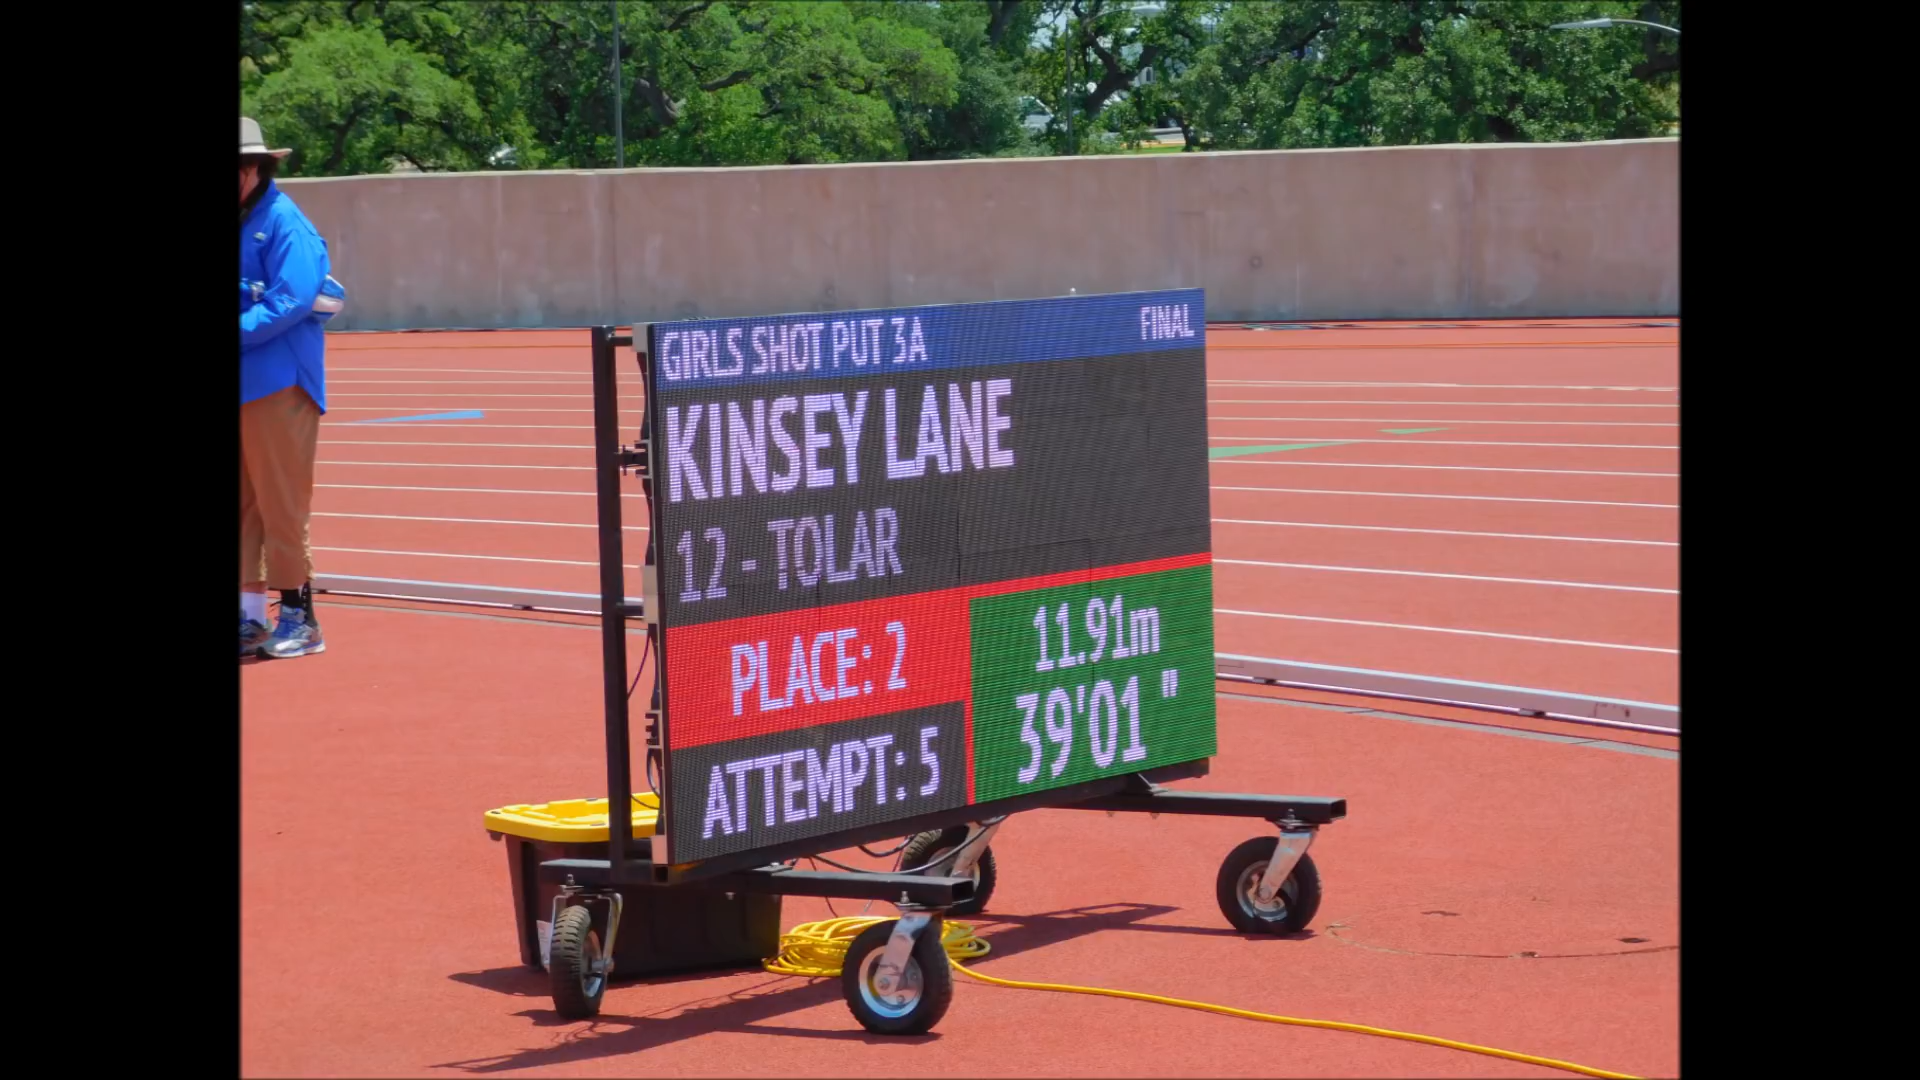 GIRLS SHOT PUT 3A FINAL
KINSEY LANE
12 - TOLAR
PLACE: 2
11.91m
39'01 "
ATTEMPT: 5